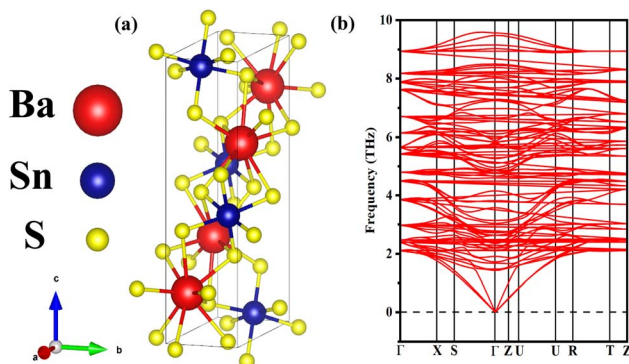 (a)
Ba
Sn
S
c
b
a
(b)
Frequency (THz)
10
8
6
4
2
0
Γ X S Γ Z U U R T Z